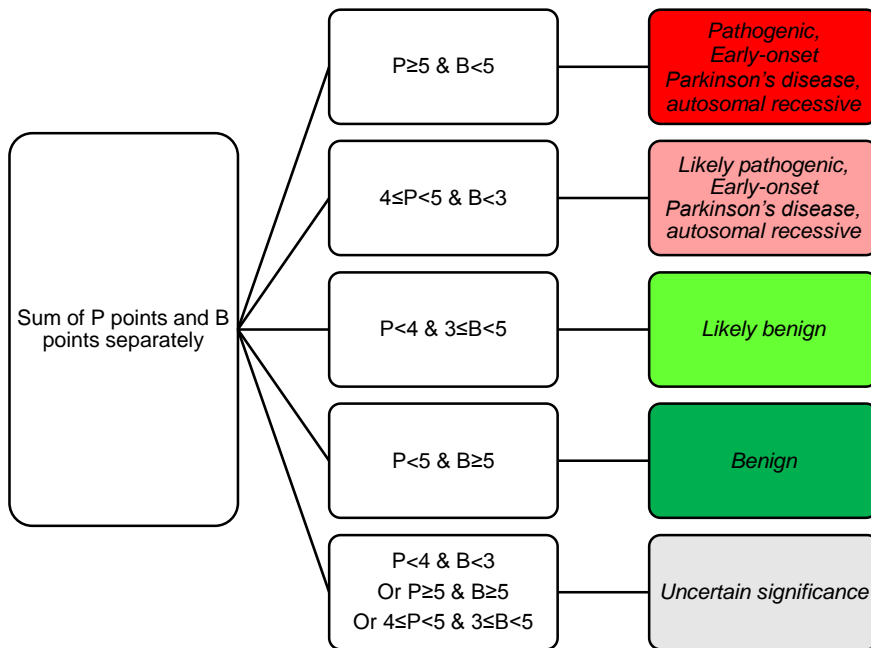 Sum of P points and B
points separately
P≥5 & B<5
Pathogenic,
Early-onset
Parkinson's disease,
autosomal recessive
4≤P<5 & B<3
Likely pathogenic,
Early-onset
Parkinson's disease,
autosomal recessive
P<4 & 3≤B<5
Likely benign
P<5 & B≥5
Benign
P<4 & B<3
Or P≥5 & B≥5
Or 4≤P<5 & 3≤B<5
Uncertain significance